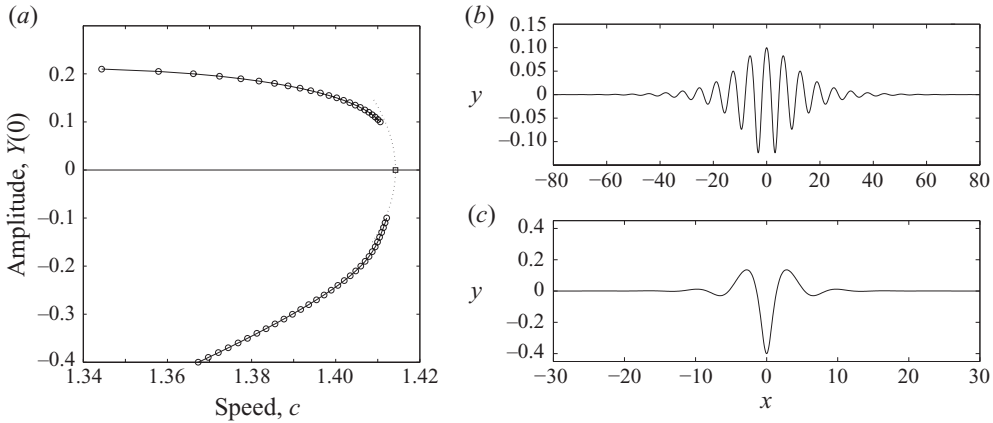 (a)
0.2
0.1
0
−0.1
−0.2
−0.3
−0.4
Amplitude, Y(0)
1.34 1.36 1.38 1.40 1.42
Speed, c
(b)
0.15
0.10
0.05
0
−0.05
−0.10
y
−80 −60 −40 −20 0 20 40 60 80
(c)
0.4
0.2
0
−0.2
−0.4
y
−30 −20 −10 0 10 20 30
x